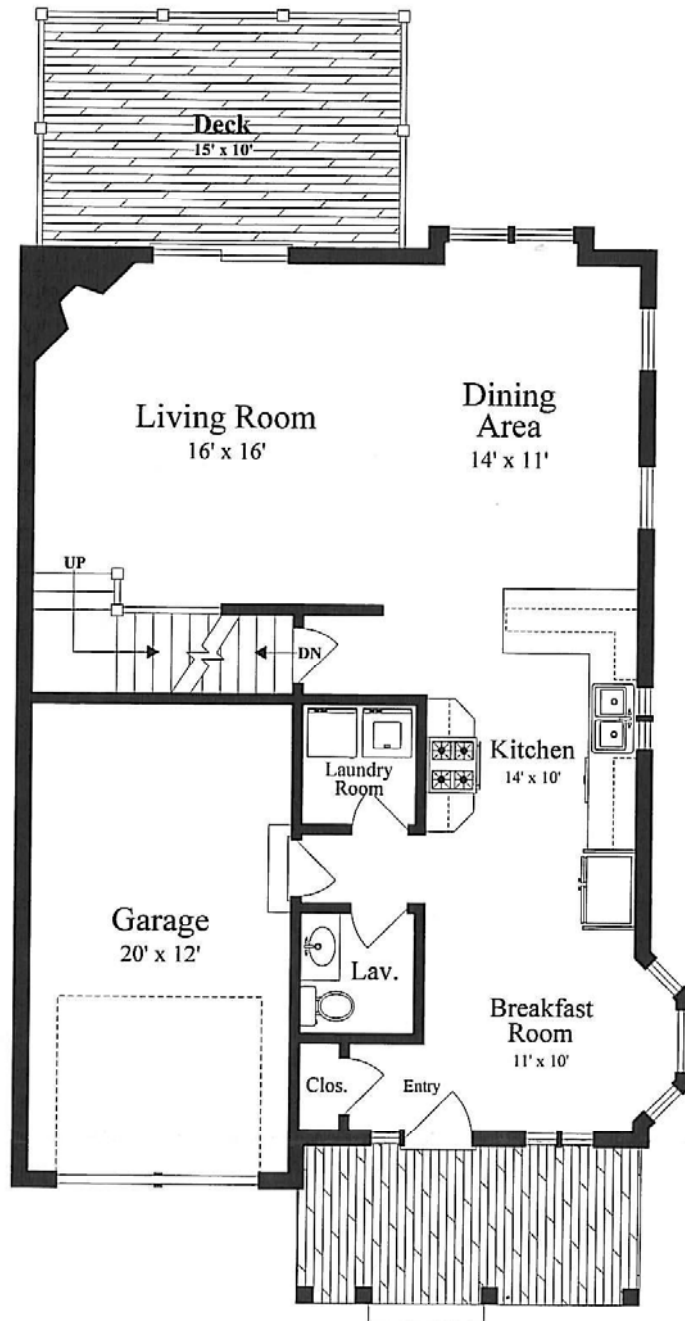 Deck
15' x 10'
Living Room
16' x 16'
Dining
Area
14' x 11'
UP
DN
Laundry
Room
Kitchen
14' x 10'
Garage
20' x 12'
Lav.
Breakfast
Room
11' x 10'
Clos.
Entry